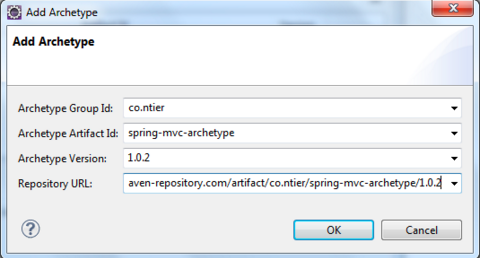 Add Archetype
Add Archetype
Archetype Group Id: co.ntier
Archetype Artifact Id: spring-mvc-archetype
Archetype Version: 1.0.2
Repository URL: aven-repository.com/artifact/co.ntier/spring-mvc-archetype/1.0.2
?
OK Cancel